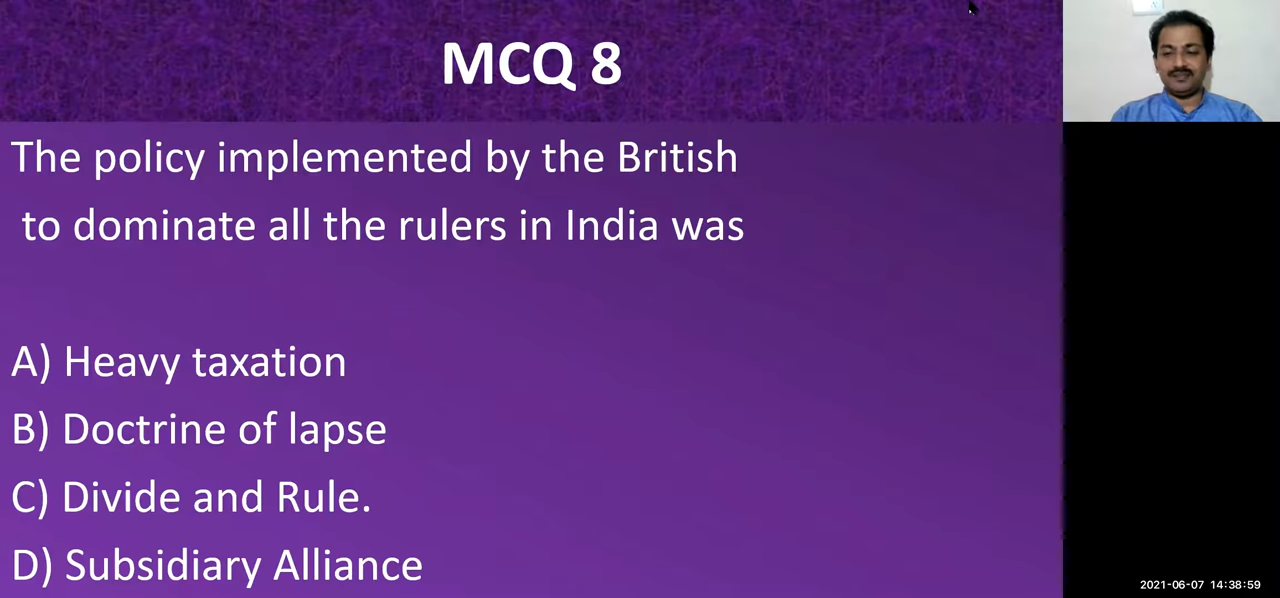 MCQ 8
The policy implemented by the British
to dominate all the rulers in India was
A) Heavy taxation
B) Doctrine of lapse
C) Divide and Rule.
D) Subsidiary Alliance
2021-06-07 14:38:59